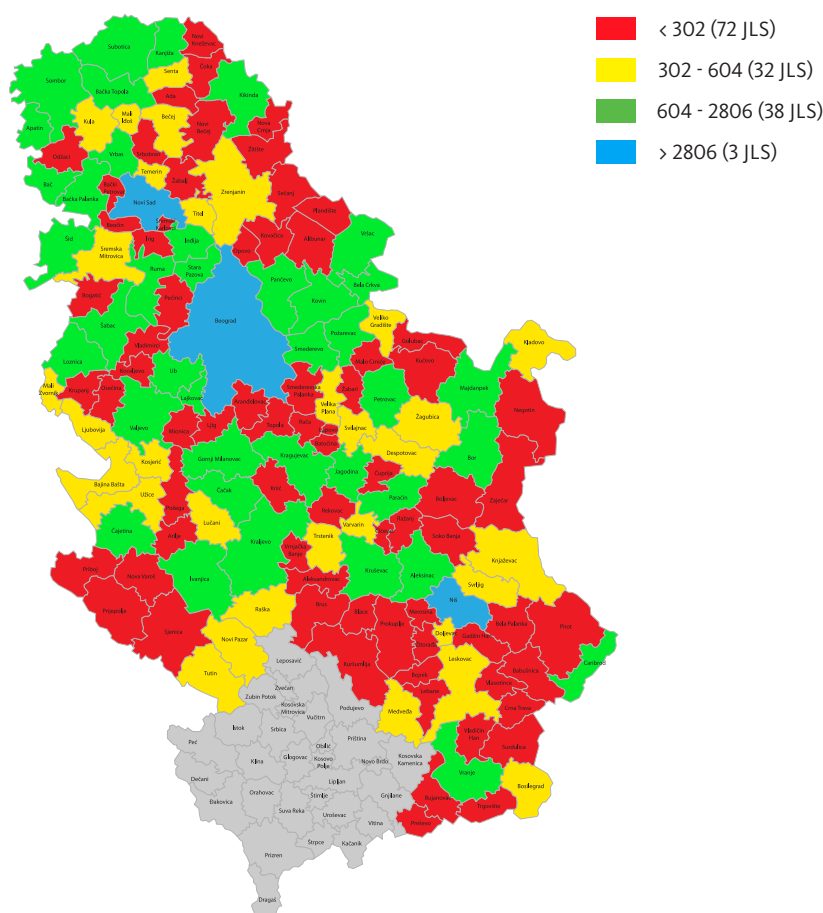 < 302 (72 JLS)
302 - 604 (32 JLS)
604 - 2806 (38 JLS)
> 2806 (3 JLS)
Subotica
Kanjiža
Novi
Kneževac
Čoka
Senta
Sombor
Bačka Topola
Ada
Kikinda
Apatin
Kula
Mali
Iđoš
Bečej
Novi
Bečej
Nova
Crnja
Odžaci
Vrbas
Srbobran
Žitište
Bač
Bačka Palanka
Bački
Petrovac
Temerin
Žabalj
Zrenjanin
Sečanj
Novi Sad
Titel
Plandište
Beočin
Sremski
Karlovci
Šid
Sremska
Mitrovica
Irig
Inđija
Kovačica
Alibunar
Vršac
Opovo
Ruma
Stara
Pazova
Pančevo
Bela Crkva
Bogatić
Pećinci
Kovin
Šabac
Beograd
Veliko
Gradište
Požarevac
Golubac
Kladovo
Loznica
Vladimirci
Smederevo
Malo Crniće
Kučevo
Koceljeva
Ub
Mali
Zvornik
Krupanj
Osečina
Smederevska
Palanka
Žabari
Petrovac
Majdanpek
Negotin
Lajkovac
Aranđelovac
Velika
Plana
Žagubica
Ljubovija
Valjevo
Mionica
Ljig
Topola
Rača
Svilajnac
Despotovac
Bor
Kosjerić
Gornji Milanovac
Kragujevac
Batočina
Jagodina
Ćuprija
Bajina Bašta
Užice
Požega
Čačak
Knić
Paraćin
Boljevac
Zaječar
Čajetina
Arilje
Lučani
Kraljevo
Rekovac
Varvarin
Ražanj
Trstenik
Vrnjačka
Banja
Soko Banja
Knjaževac
Priboj
Nova Varoš
Ivanjica
Aleksandrovac
Kruševac
Aleksinac
Svrljig
Prijepolje
Sjenica
Raška
Brus
Blace
Prokuplje
Merošina
Niš
Bela Palanka
Pirot
Novi Pazar
Doljevac
Gadžin Han
Tutin
Kuršumlija
Žitorađa
Leskovac
Babušnica
Caribrod
Leposavić
Bojnik
Vlasotince
Zvečan
Lebane
Crna Trava
Zubin Potok
Kosovska
Mitrovica
Podujevo
Medveđa
Vučitrn
Istok
Srbica
Vladičin
Han
Surdulica
Peć
Obilić
Priština
Klina
Glogovac
Kosovo
Polje
Novo Brdo
Kosovska
Kamenica
Vranje
Dečani
Lipljan
Bosilegrad
Đakovica
Orahovac
Štimlje
Gnjilane
Bujanovac
Trgovište
Suva Reka
Uroševac
Vitina
Preševo
Štrpce
Kačanik
Prizren
Dragaš